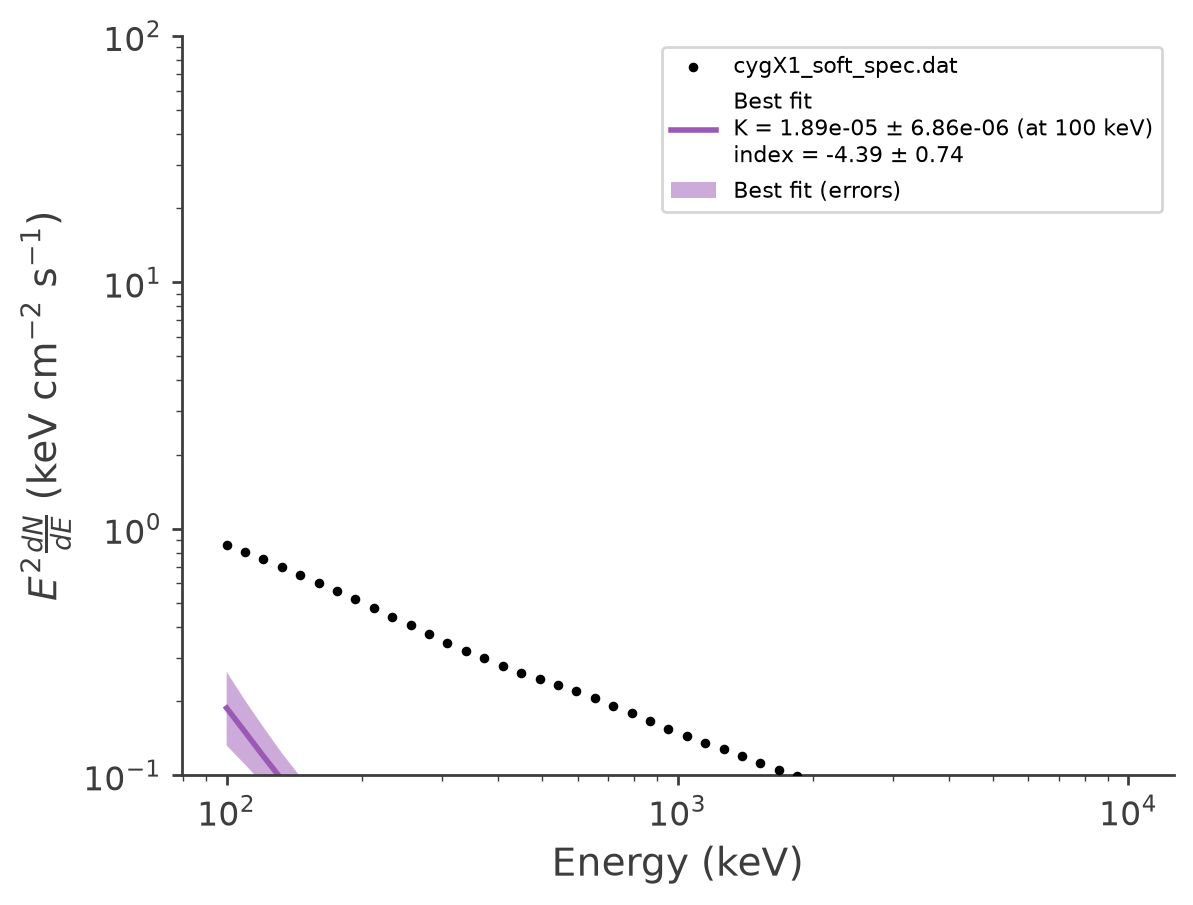 10^2
10^1
10^0
10^{-1}
E^2 \frac{dN}{dE} (keV cm^{-2} s^{-1})
cygX1_soft_spec.dat
Best fit
K = 1.89e-05 ± 6.86e-06 (at 100 keV)
index = -4.39 ± 0.74
Best fit (errors)
10^2
10^3
10^4
Energy (keV)